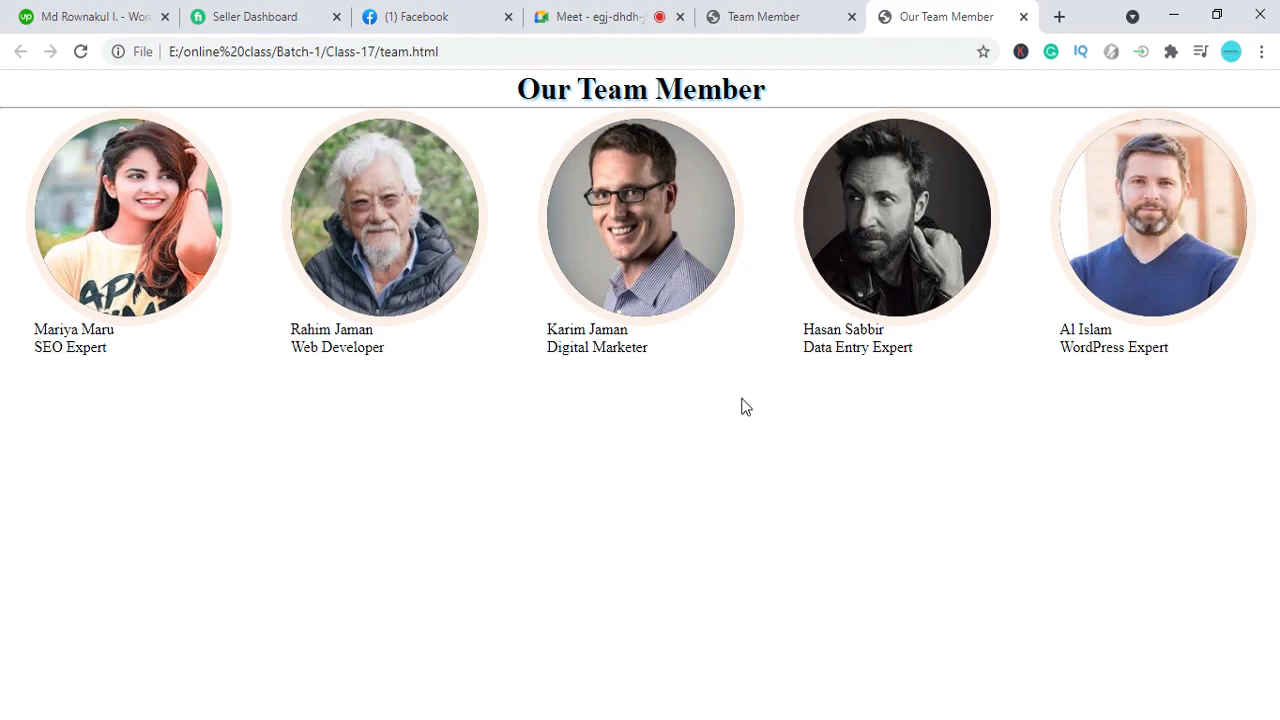 Md Rownakul I. - Wor
Seller Dashboard
(1) Facebook
Meet - egj-dhdh-
Team Member
Our Team Member
File
E:/online%20class/Batch-1/Class-17/team.html
Our Team Member
Mariya Maru
SEO Expert
Rahim Jaman
Web Developer
Karim Jaman
Digital Marketer
Hasan Sabbir
Data Entry Expert
Al Islam
WordPress Expert